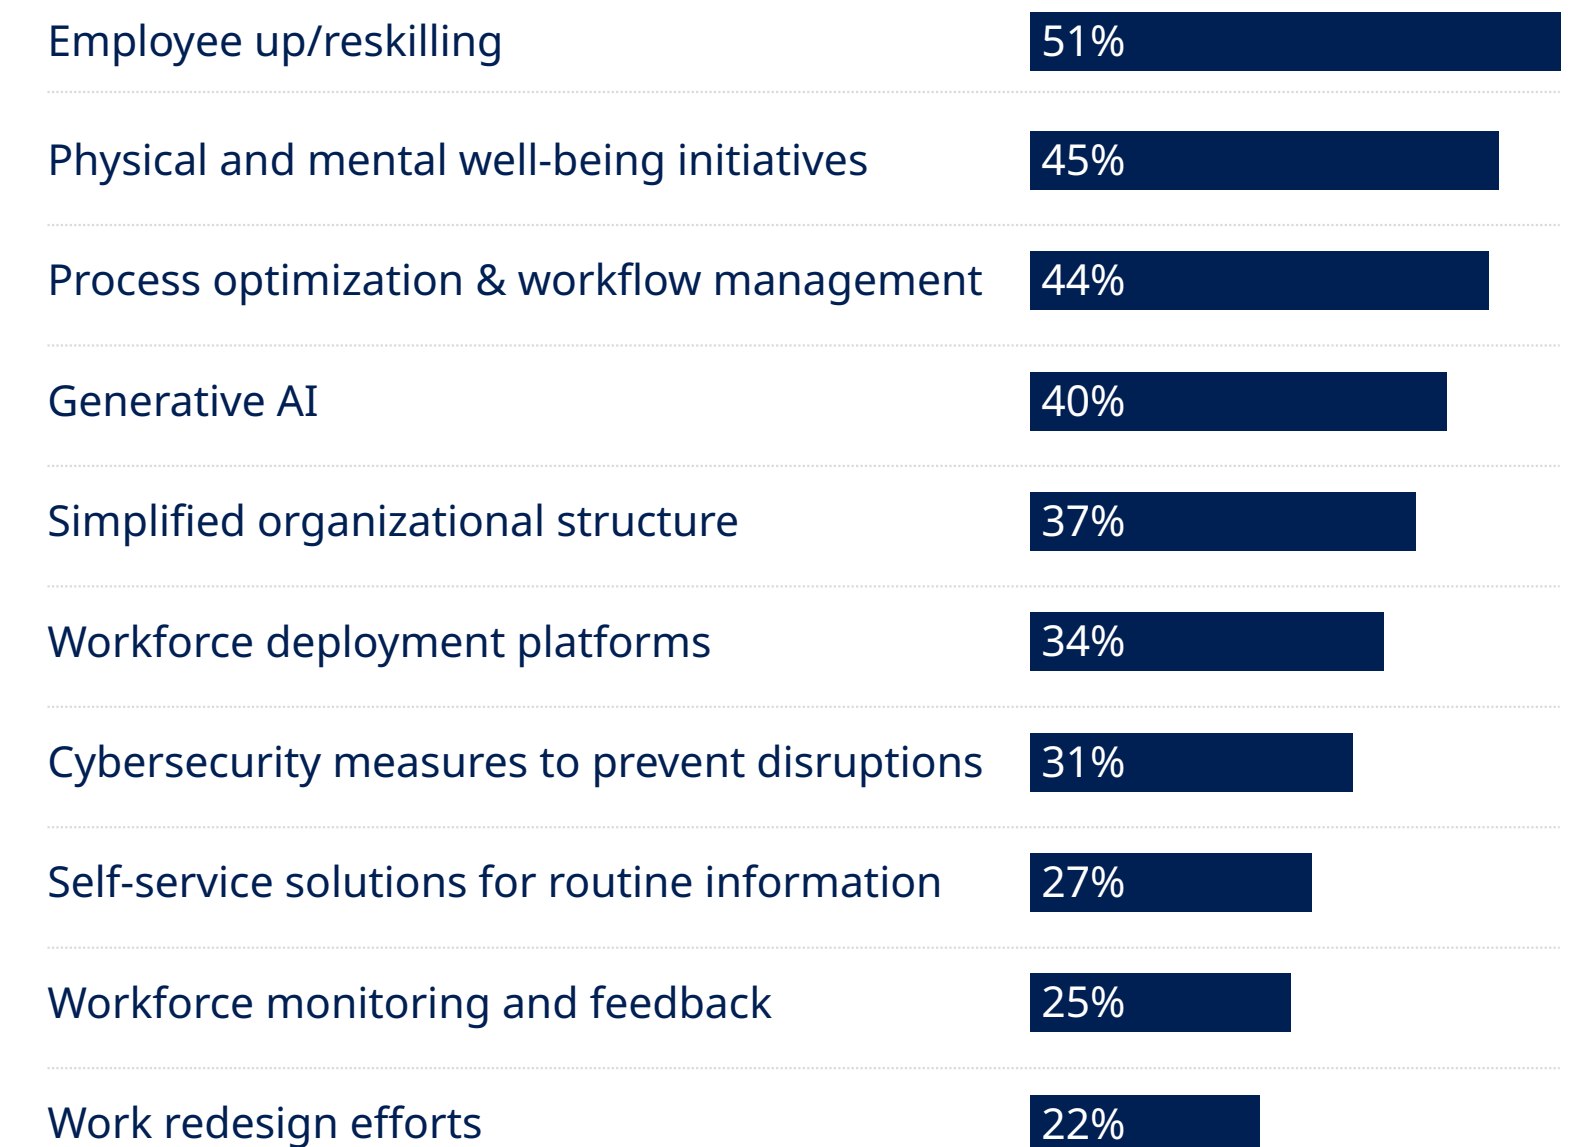 Employee up/reskilling 51%
Physical and mental well-being initiatives 45%
Process optimization & workflow management 44%
Generative AI 40%
Simplified organizational structure 37%
Workforce deployment platforms 34%
Cybersecurity measures to prevent disruptions 31%
Self-service solutions for routine information 27%
Workforce monitoring and feedback 25%
Work redesign efforts 22%